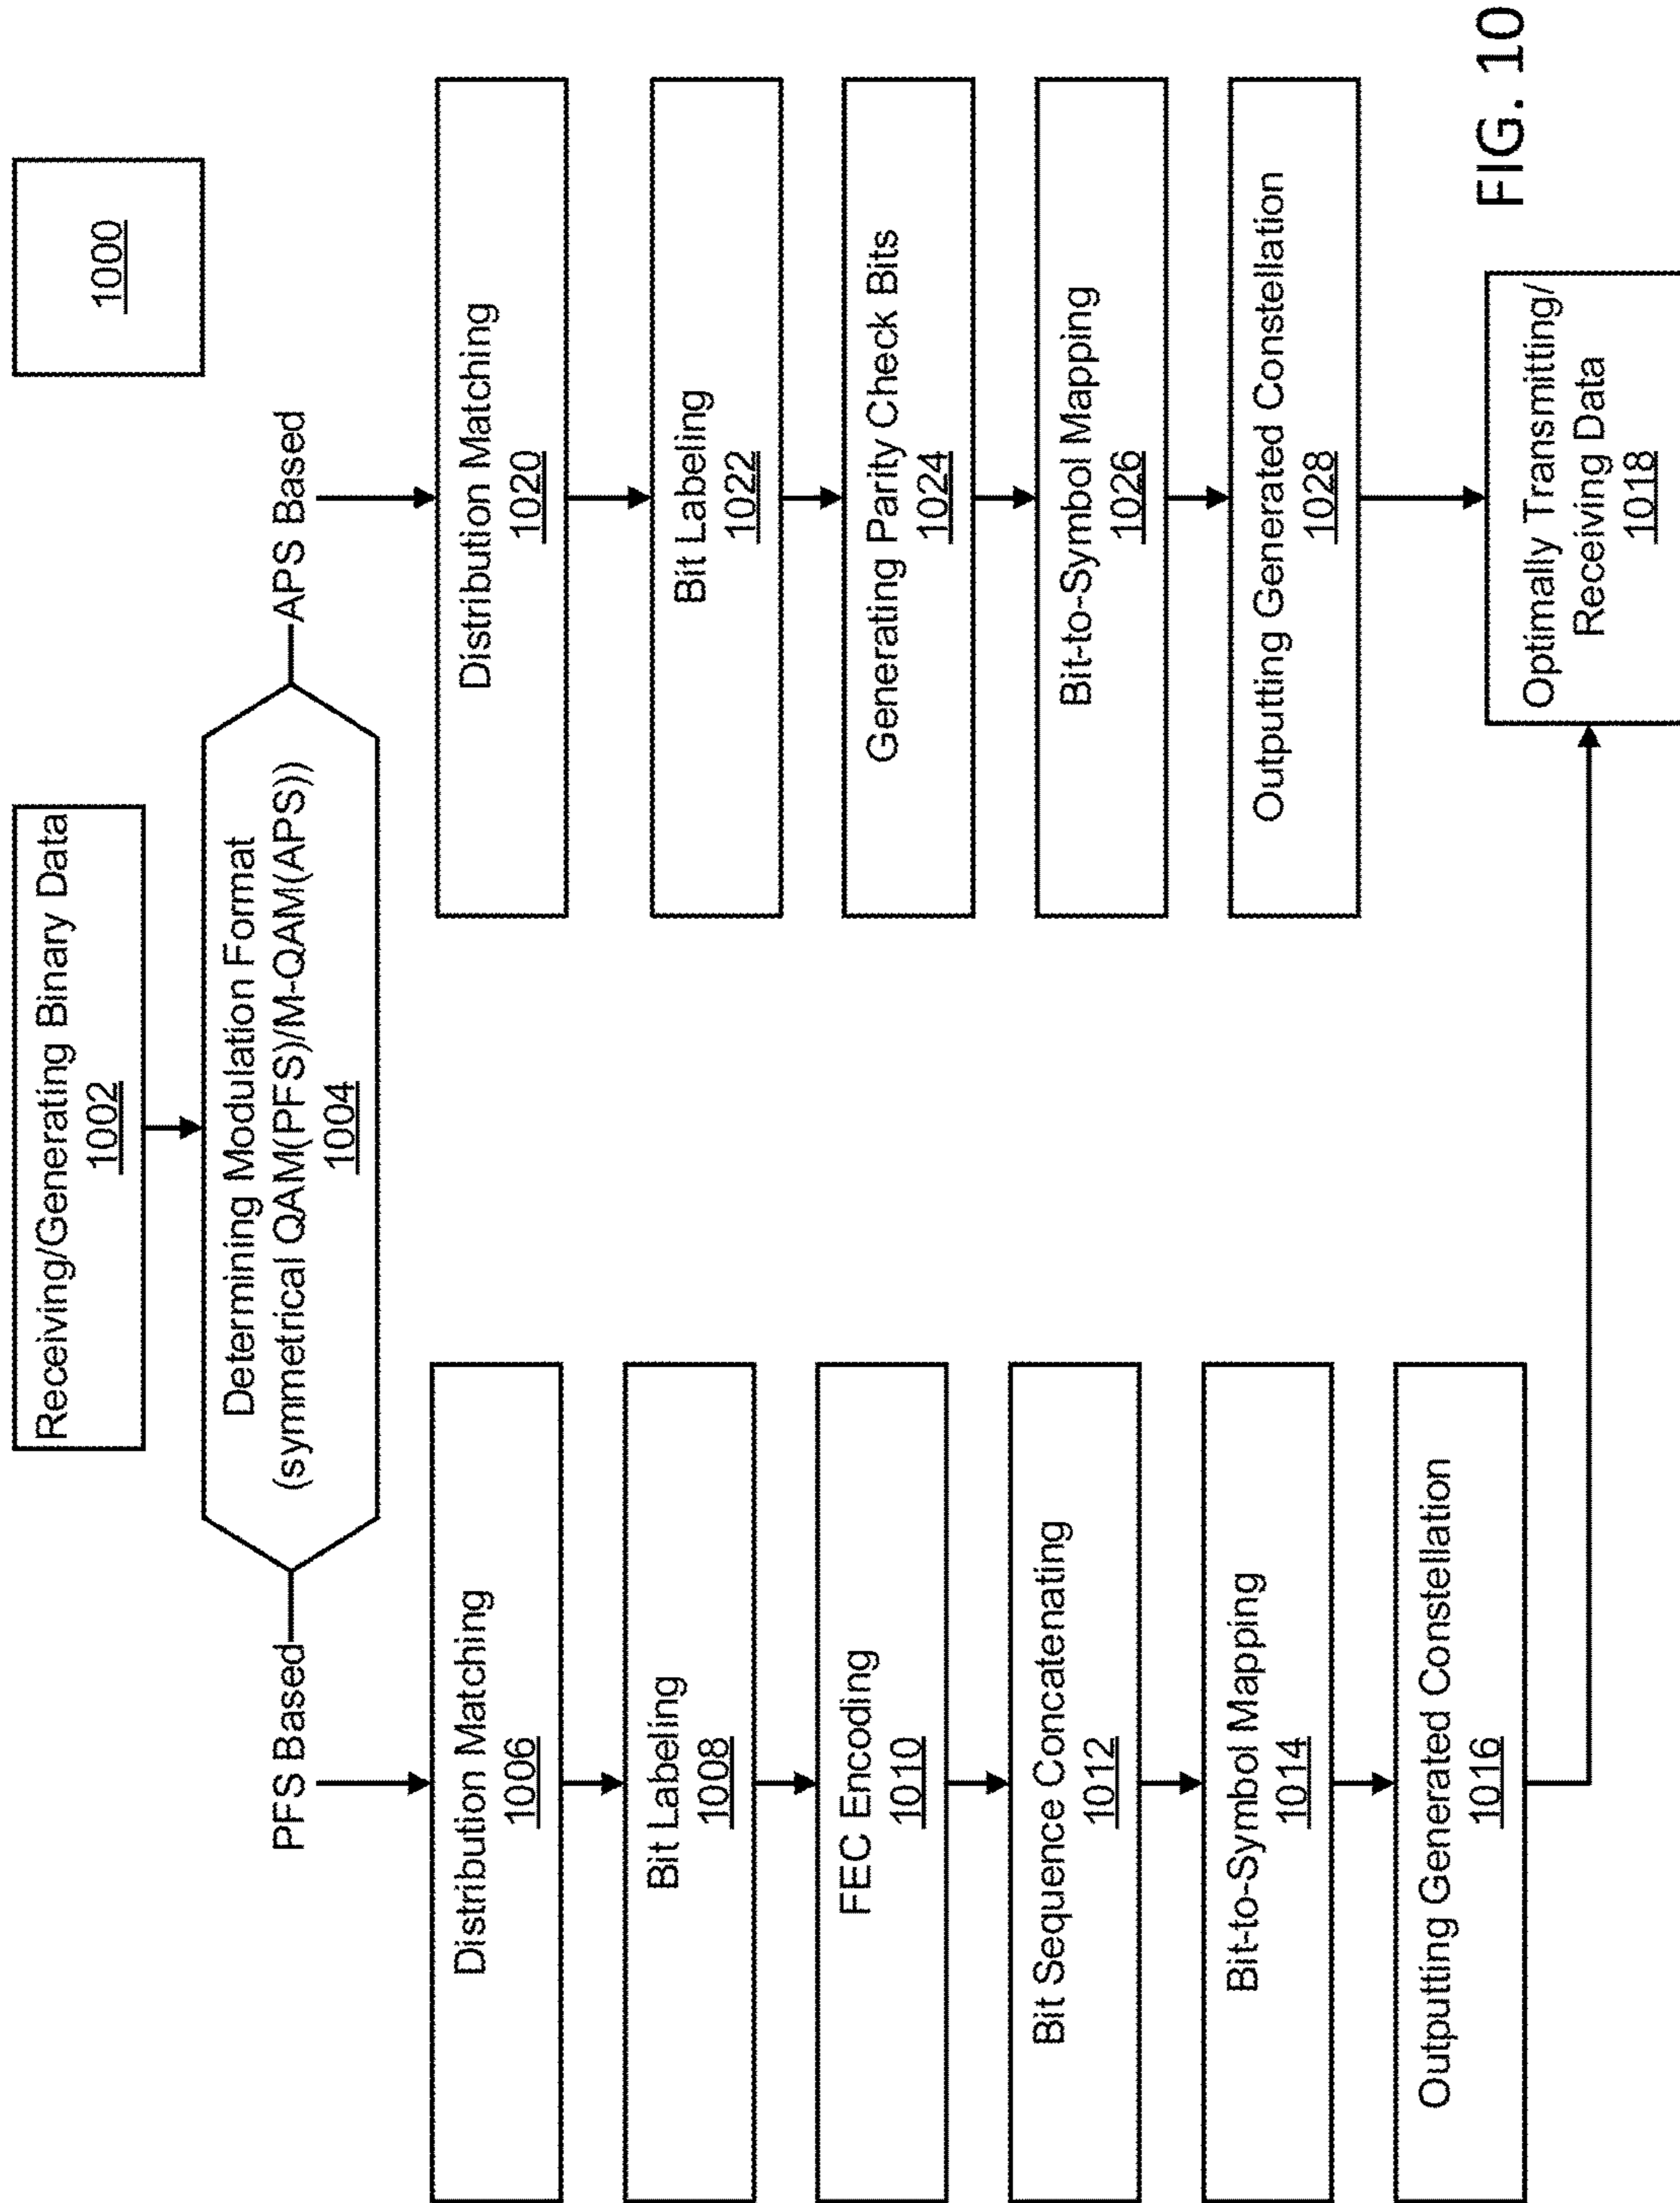 1000
Receiving/Generating Binary Data
1002
Determining Modulation Format
(symmetrical QAM(PFS)/M-QAM(APS))
1004
PFS Based
APS Based
Distribution Matching
1006
Bit Labeling
1008
FEC Encoding
1010
Bit Sequence Concatenating
1012
Bit-to-Symbol Mapping
1014
Outputting Generated Constellation
1016
Distribution Matching
1020
Bit Labeling
1022
Generating Parity Check Bits
1024
Bit-to-Symbol Mapping
1026
Outputting Generated Constellation
1028
Optimally Transmitting/
Receiving Data
1018
FIG. 10